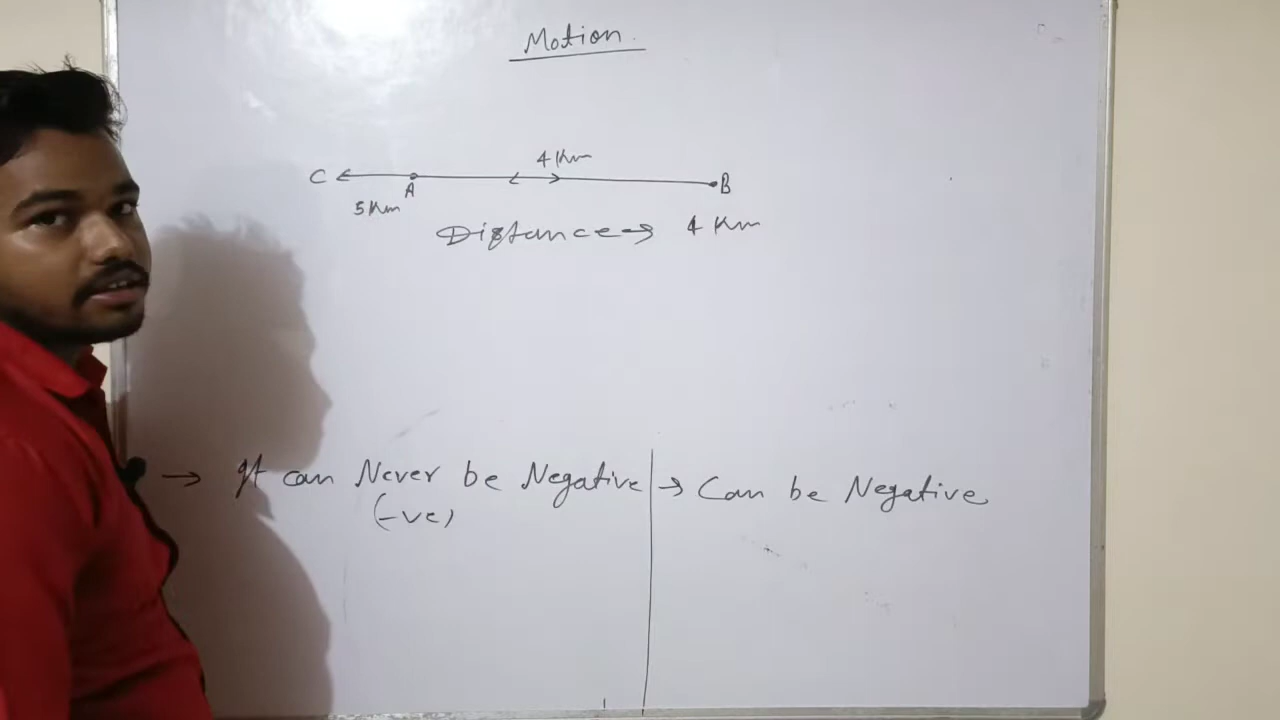 Motion.
4 Km
C A B
5 Km
Distance → 4 Km
→ It can Never be Negative → Can be Negative
(-ve)